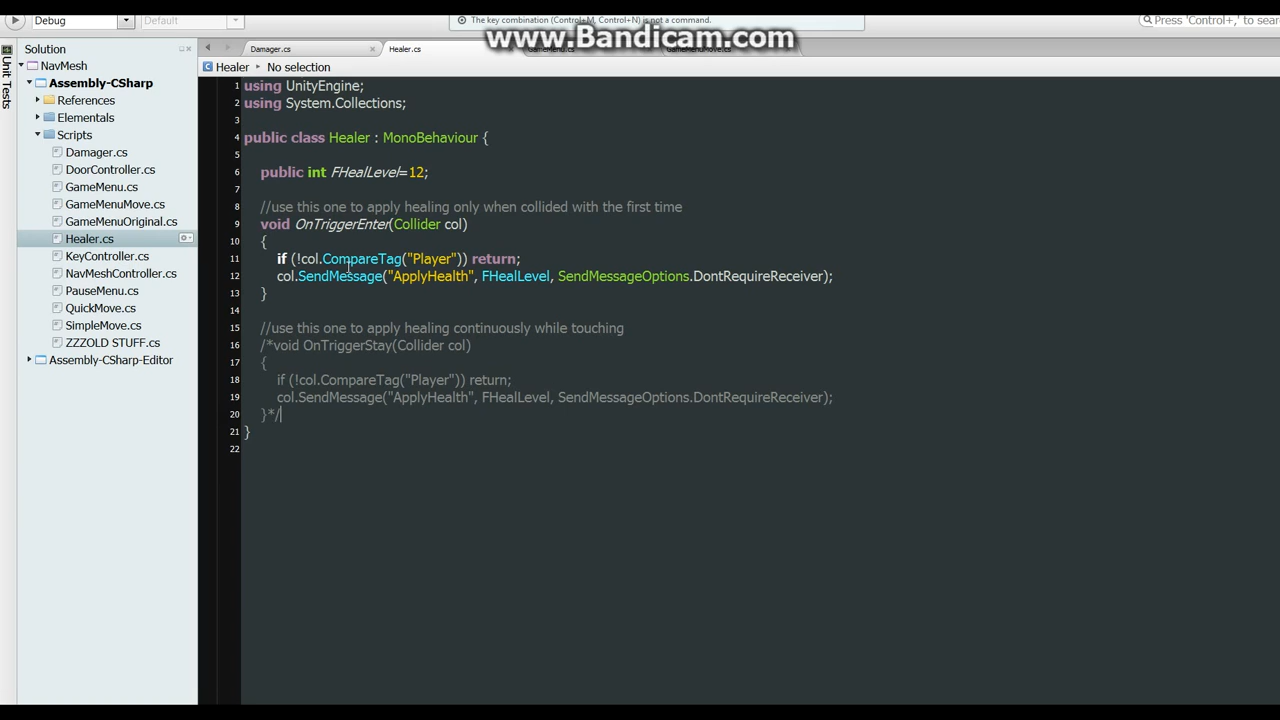 Debug
Default
The key combination (Control+M, Control+N) is not a command.
Press 'Control+,' to sear
www.Bandicam.com
Solution
Damager.cs
Healer.cs
GameMenu.cs
GameMenuMove.cs
Unit Tests
NavMesh
Assembly-CSharp
References
Elementals
Scripts
Damager.cs
DoorController.cs
GameMenu.cs
GameMenuMove.cs
GameMenuOriginal.cs
Healer.cs
KeyController.cs
NavMeshController.cs
PauseMenu.cs
QuickMove.cs
SimpleMove.cs
ZZZOLD STUFF.cs
Assembly-CSharp-Editor
C Healer
No selection
1 using UnityEngine;
2 using System.Collections;
3
4 public class Healer : MonoBehaviour {
5
6 public int FHealLevel=12;
7
8 //use this one to apply healing only when collided with the first time
9 void OnTriggerEnter(Collider col)
10 {
11 if (!col.CompareTag("Player")) return;
12 col.SendMessage("ApplyHealth", FHealLevel, SendMessageOptions.DontRequireReceiver);
13 }
14
15 //use this one to apply healing continuously while touching
16 /*void OnTriggerStay(Collider col)
17 {
18 if (!col.CompareTag("Player")) return;
19 col.SendMessage("ApplyHealth", FHealLevel, SendMessageOptions.DontRequireReceiver);
20 }*/
21 }
22